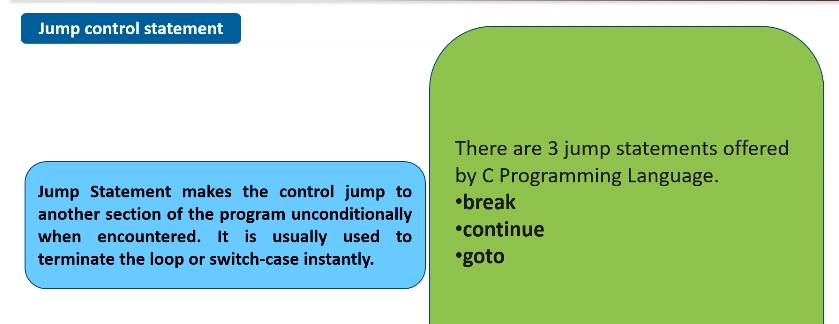 Jump control statement
Jump Statement makes the control jump to
another section of the program unconditionally
when encountered. It is usually used to
terminate the loop or switch-case instantly.
There are 3 jump statements offered
by C Programming Language.
•break
•continue
•goto